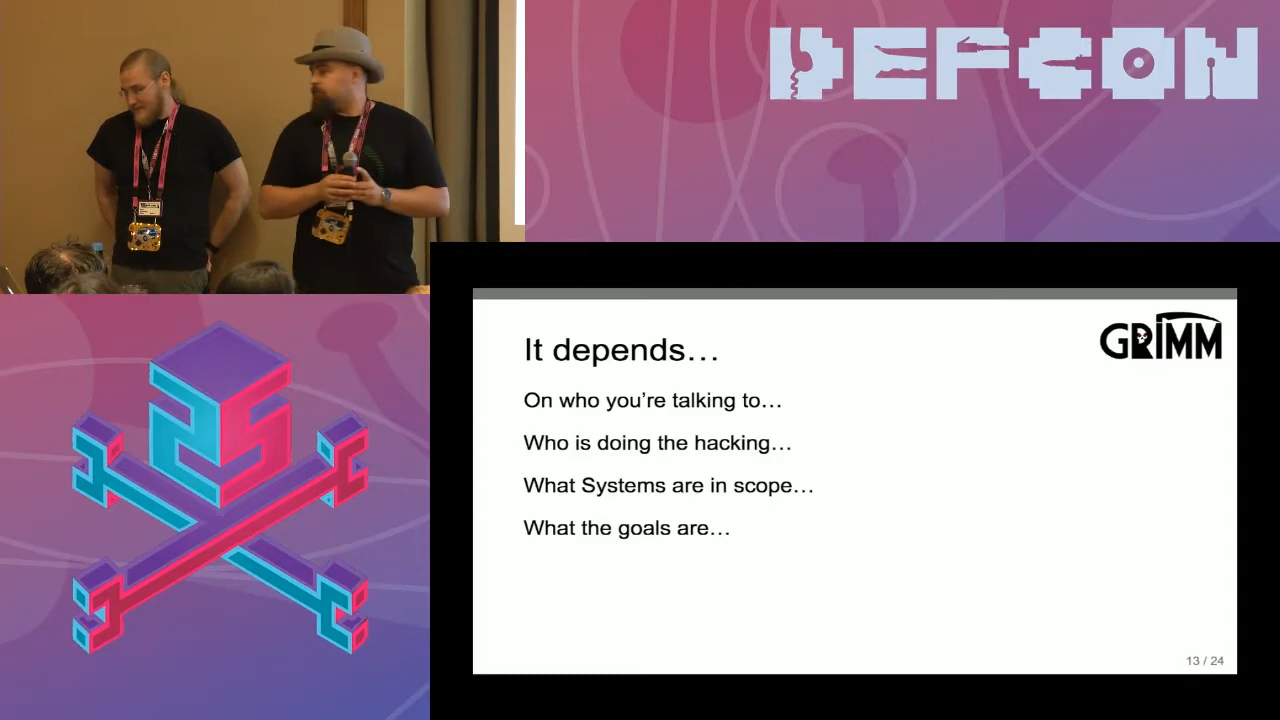 DEFCON
GRIMM
It depends…
On who you're talking to…
Who is doing the hacking…
What Systems are in scope…
What the goals are…
13 / 24